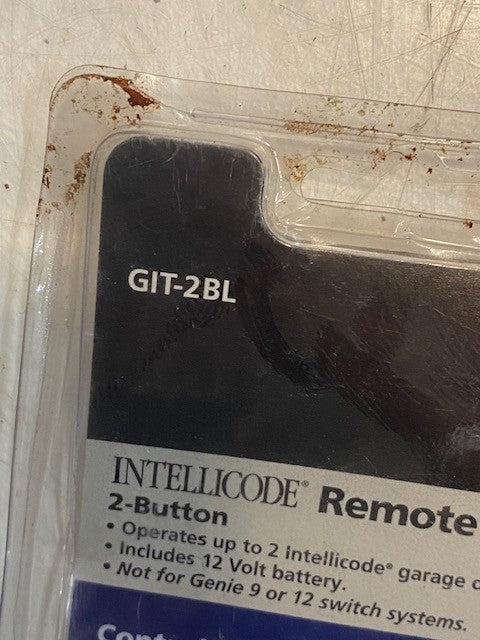 GIT-2BL
INTELLICODE® Remote
2-Button
• Operates up to 2 Intellicode® garage
• Includes 12 Volt battery.
• Not for Genie 9 or 12 switch systems.